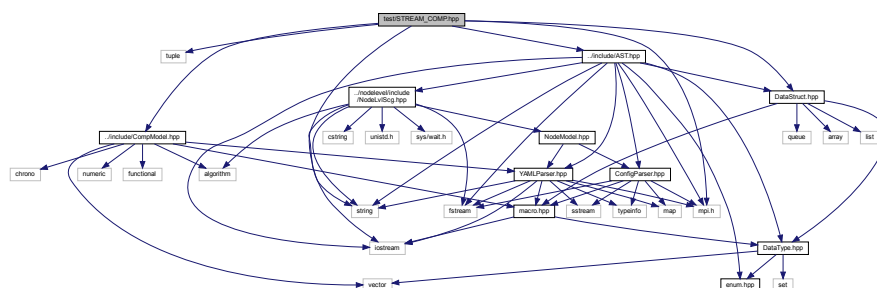 test/STREAM_COMP.hpp
tuple
../include/AST.hpp
../nodelevel/include
/NodeLvlScg.hpp
DataStruct.hpp
../include/CompModel.hpp
cstring
unistd.h
sys/wait.h
NodeModel.hpp
queue
array
list
chrono
numeric
functional
algorithm
YAMLParser.hpp
ConfigParser.hpp
string
fstream
macro.hpp
sstream
typeinfo
map
mpi.h
iostream
DataType.hpp
vector
enum.hpp
set